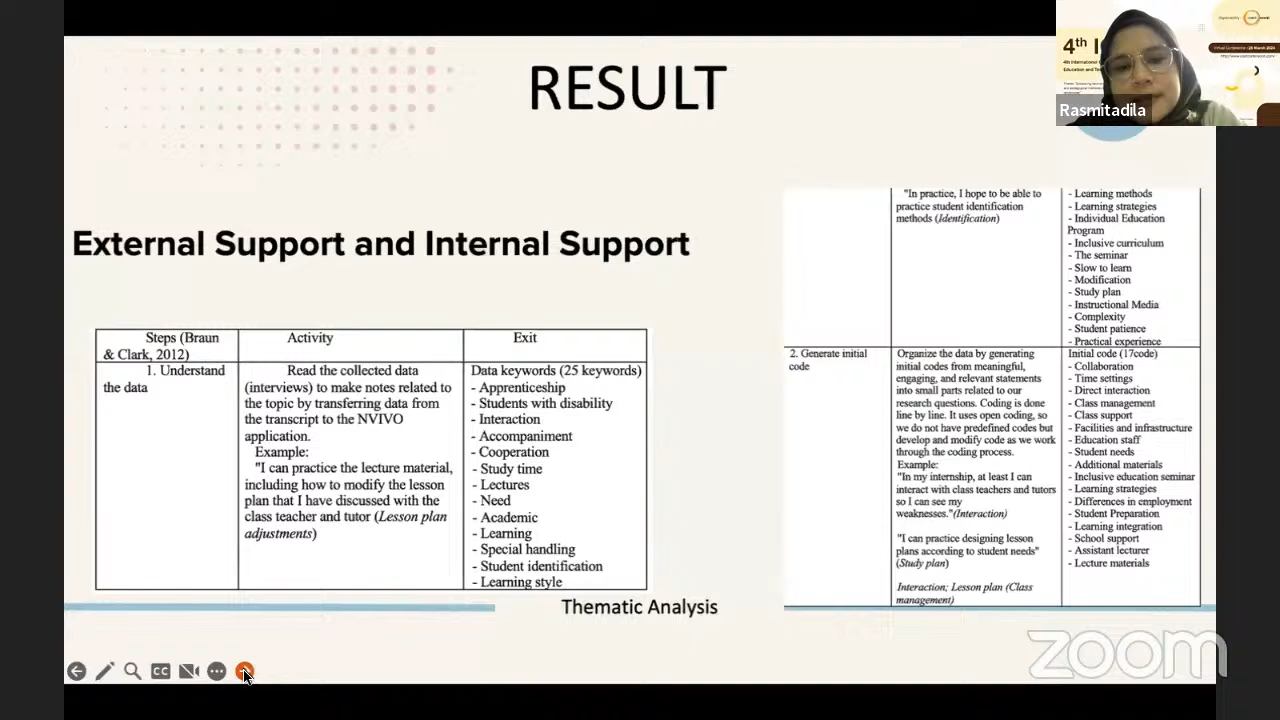 RESULT
External Support and Internal Support
Steps (Braun & Clark, 2012)
Activity
Exit
1. Understand
the data
Read the collected data
(interviews) to make notes related to
the topic by transferring data from
the transcript to the NVIVO
application.
Example:
"I can practice the lecture material,
including how to modify the lesson
plan that I have discussed with the
class teacher and tutor (Lesson plan
adjustments)
Data keywords (25 keywords)
- Apprenticeship
- Students with disability
- Interaction
- Accompaniment
- Cooperation
- Study time
- Lectures
- Need
- Academic
- Learning
- Special handling
- Student identification
- Learning style
"In practice, I hope to be able to
practice student identification
methods (Identification)
- Learning methods
- Learning strategies
- Individual Education
Program
- Inclusive curriculum
- The seminar
- Slow to learn
- Modification
- Study plan
- Instructional Media
- Complexity
- Student patience
- Practical experience
2. Generate initial
code
Organize the data by generating
initial codes from meaningful,
engaging, and relevant statements
into small parts related to our
research questions. Coding is done
line by line. It uses open coding, so
we do not have predefined codes but
develop and modify code as we work
through the coding process.
Example:
"In my internship, at least I can
interact with class teachers and tutors
so I can see my
weaknesses."(Interaction)
"I can practice designing lesson
plans according to student needs"
(Study plan)
Interaction; Lesson plan (Class
management)
Initial code (17code)
- Collaboration
- Time settings
- Direct interaction
- Class management
- Class support
- Facilities and infrastructure
- Education staff
- Student needs
- Additional materials
- Inclusive education seminar
- Learning strategies
- Differences in employment
- Student Preparation
- Learning integration
- School support
- Assistant lecturer
- Lecture materials
Thematic Analysis
CC
zoom
4th I
4th International
Education and
Rasmitadila